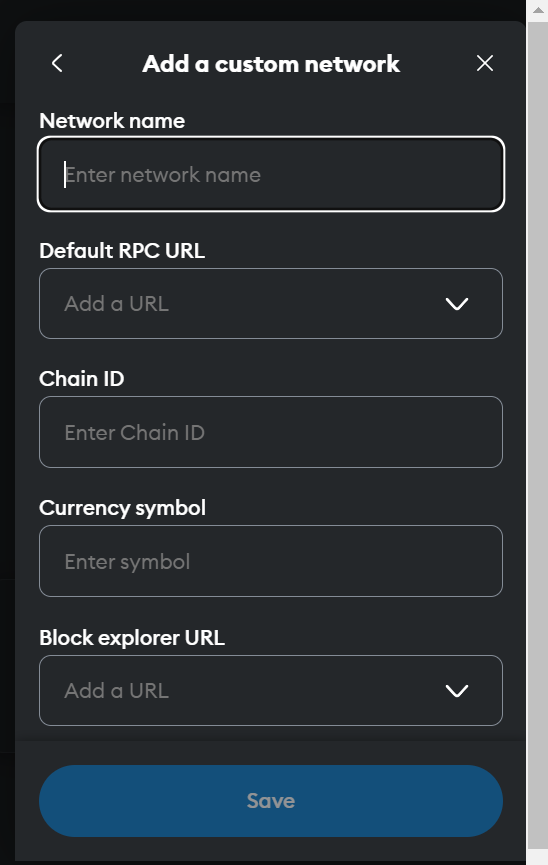 Add a custom network
Network name
Enter network name
Default RPC URL
Add a URL
Chain ID
Enter Chain ID
Currency symbol
Enter symbol
Block explorer URL
Add a URL
Save